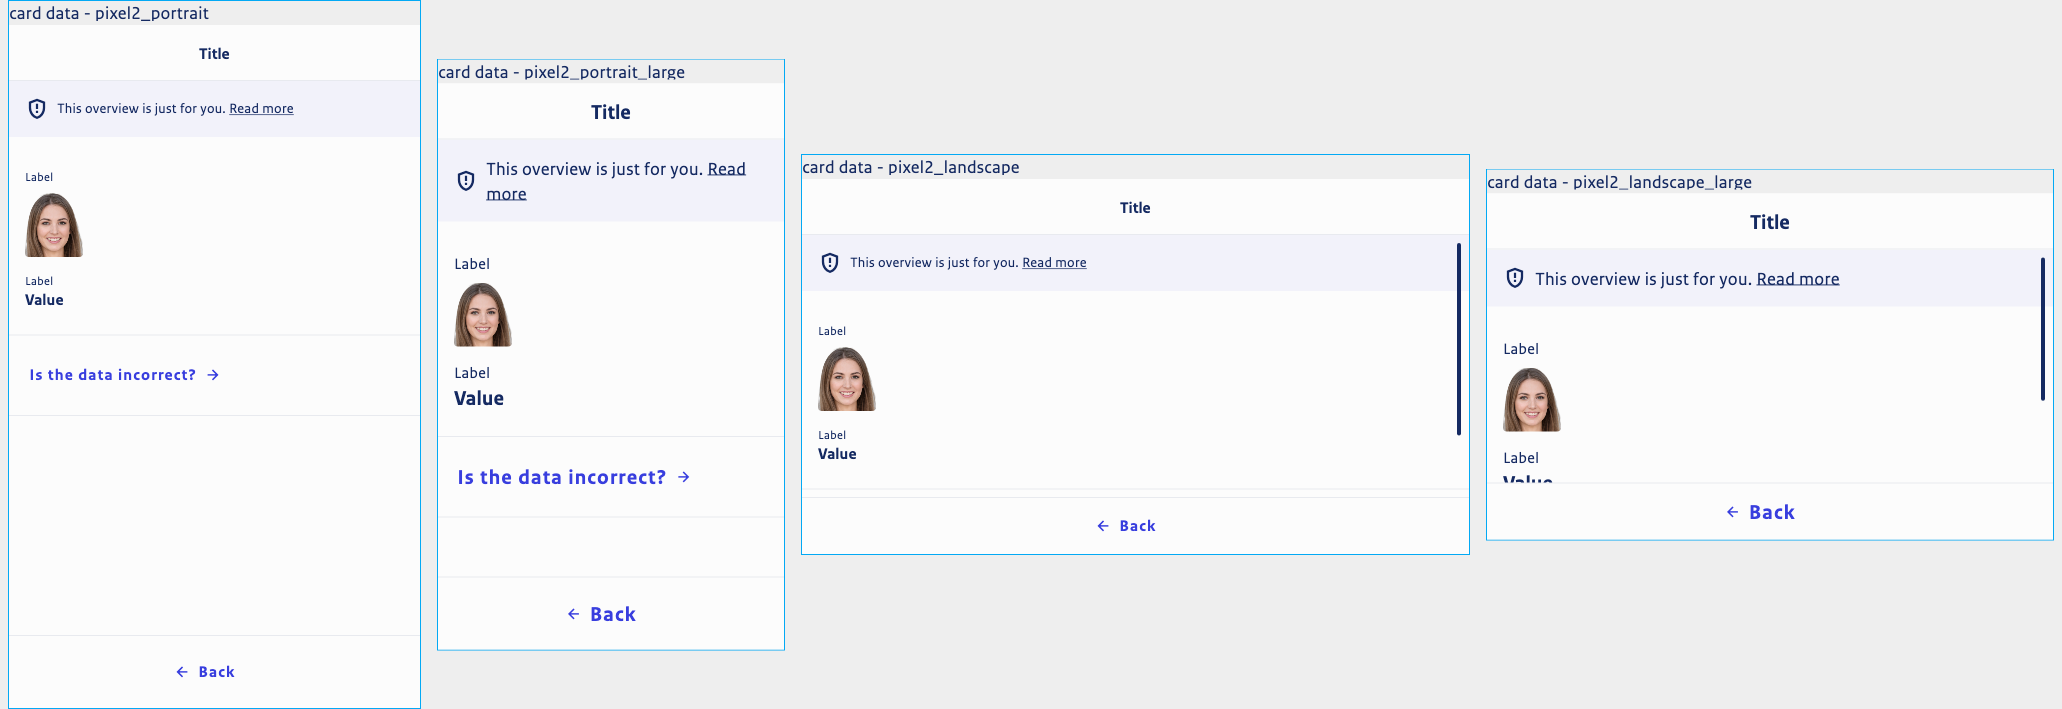 card data - pixel2_portrait
Title
This overview is just for you. Read more
Label
Label
Value
Is the data incorrect? →
← Back
card data - pixel2_portrait_large
Title
This overview is just for you. Read
more
Label
Label
Value
Is the data incorrect? →
← Back
card data - pixel2_landscape
Title
This overview is just for you. Read more
Label
Label
Value
← Back
card data - pixel2_landscape_large
Title
This overview is just for you. Read more
Label
Label
Value
← Back